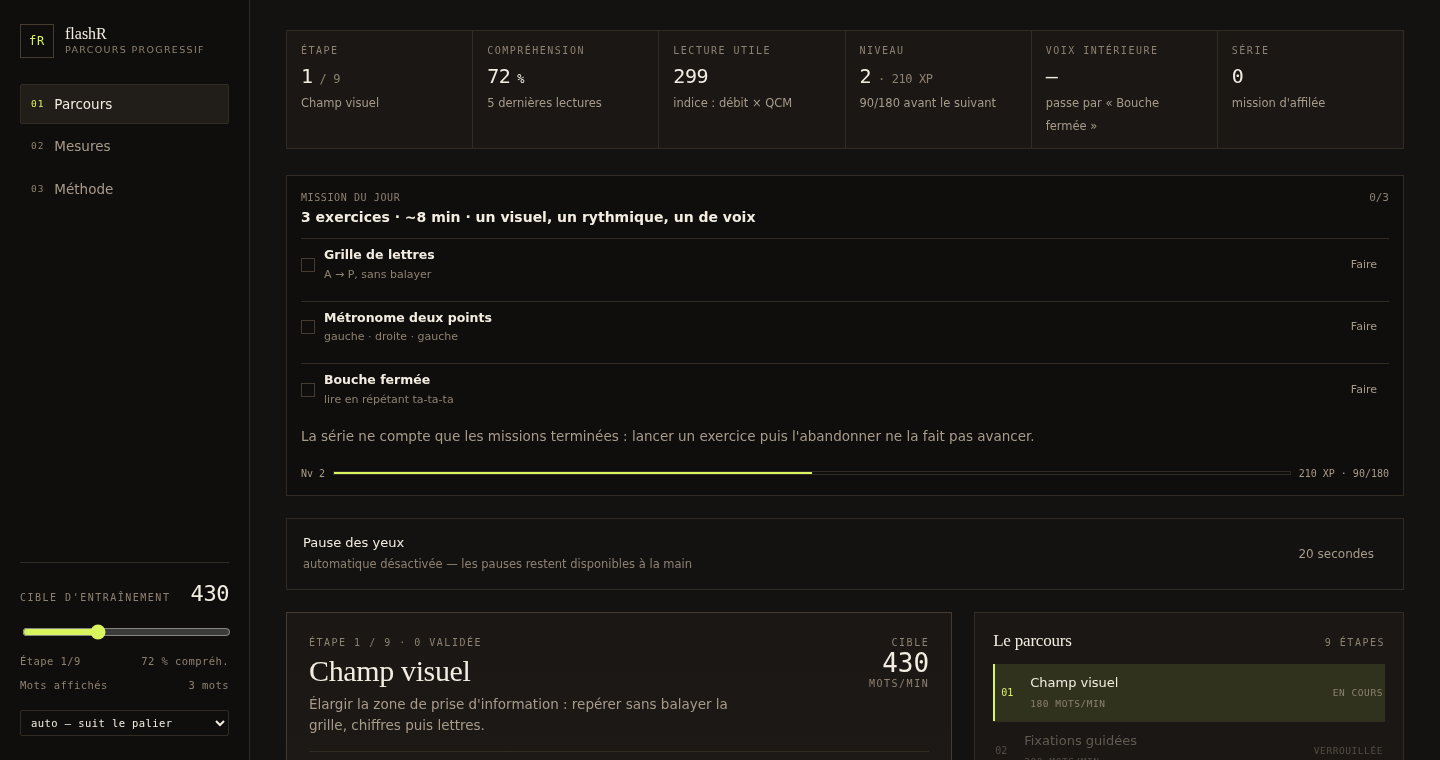 fR
flashR
PARCOURS PROGRESSIF
01 Parcours
02 Mesures
03 Méthode
CIBLE D'ENTRAÎNEMENT 430
Étape 1/9 72 % compréh.
Mots affichés 3 mots
auto — suit le palier
ÉTAPE
1 / 9
Champ visuel
COMPRÉHENSION
72 %
5 dernières lectures
LECTURE UTILE
299
indice : débit × QCM
NIVEAU
2 · 210 XP
90/180 avant le suivant
VOIX INTÉRIEURE
—
passe par « Bouche
fermée »
SÉRIE
0
mission d'affilée
MISSION DU JOUR 0/3
3 exercices · ~8 min · un visuel, un rythmique, un de voix
Grille de lettres
A → P, sans balayer
Faire
Métronome deux points
gauche · droite · gauche
Faire
Bouche fermée
lire en répétant ta-ta-ta
Faire
La série ne compte que les missions terminées : lancer un exercice puis l'abandonner ne la fait pas avancer.
Nv 2 210 XP · 90/180
Pause des yeux
automatique désactivée — les pauses restent disponibles à la main
20 secondes
ÉTAPE 1 / 9 · 0 VALIDÉE
Champ visuel
Élargir la zone de prise d'information : repérer sans balayer la
grille, chiffres puis lettres.
CIBLE
430
MOTS/MIN
Le parcours 9 ÉTAPES
01 Champ visuel
180 MOTS/MIN
EN COURS
02 Fixations guidées
VERROUILLÉE